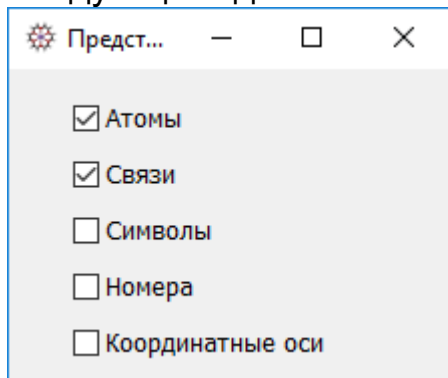 Предст...
Атомы
Связи
Символы
Номера
Координатные оси